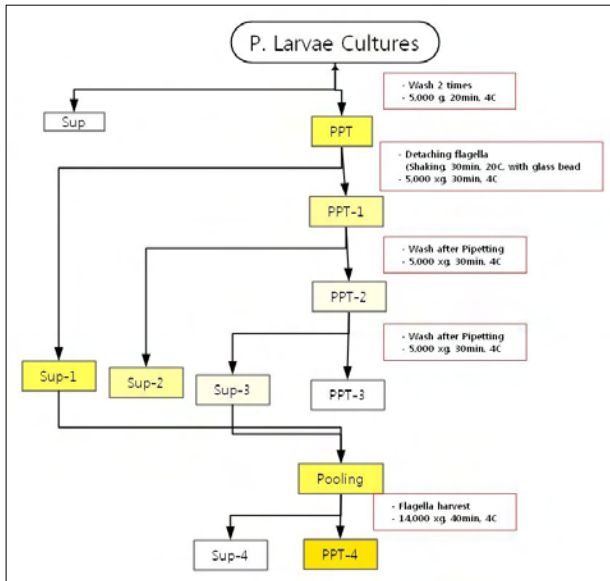 P. Larvae Cultures
- Wash 2 times
- 5,000 g, 20min, 4C
Sup
PPT
- Detaching flagella
(Shaking, 30min, 20C, with glass bead
- 5,000 xg, 30min, 4C
PPT-1
- Wash after Pipetting
- 5,000 xg, 30min, 4C
PPT-2
- Wash after Pipetting
- 5,000 xg, 30min, 4C
Sup-1
Sup-2
Sup-3
PPT-3
Pooling
- Flagella harvest
- 14,000 xg, 40min, 4C
Sup-4
PPT-4